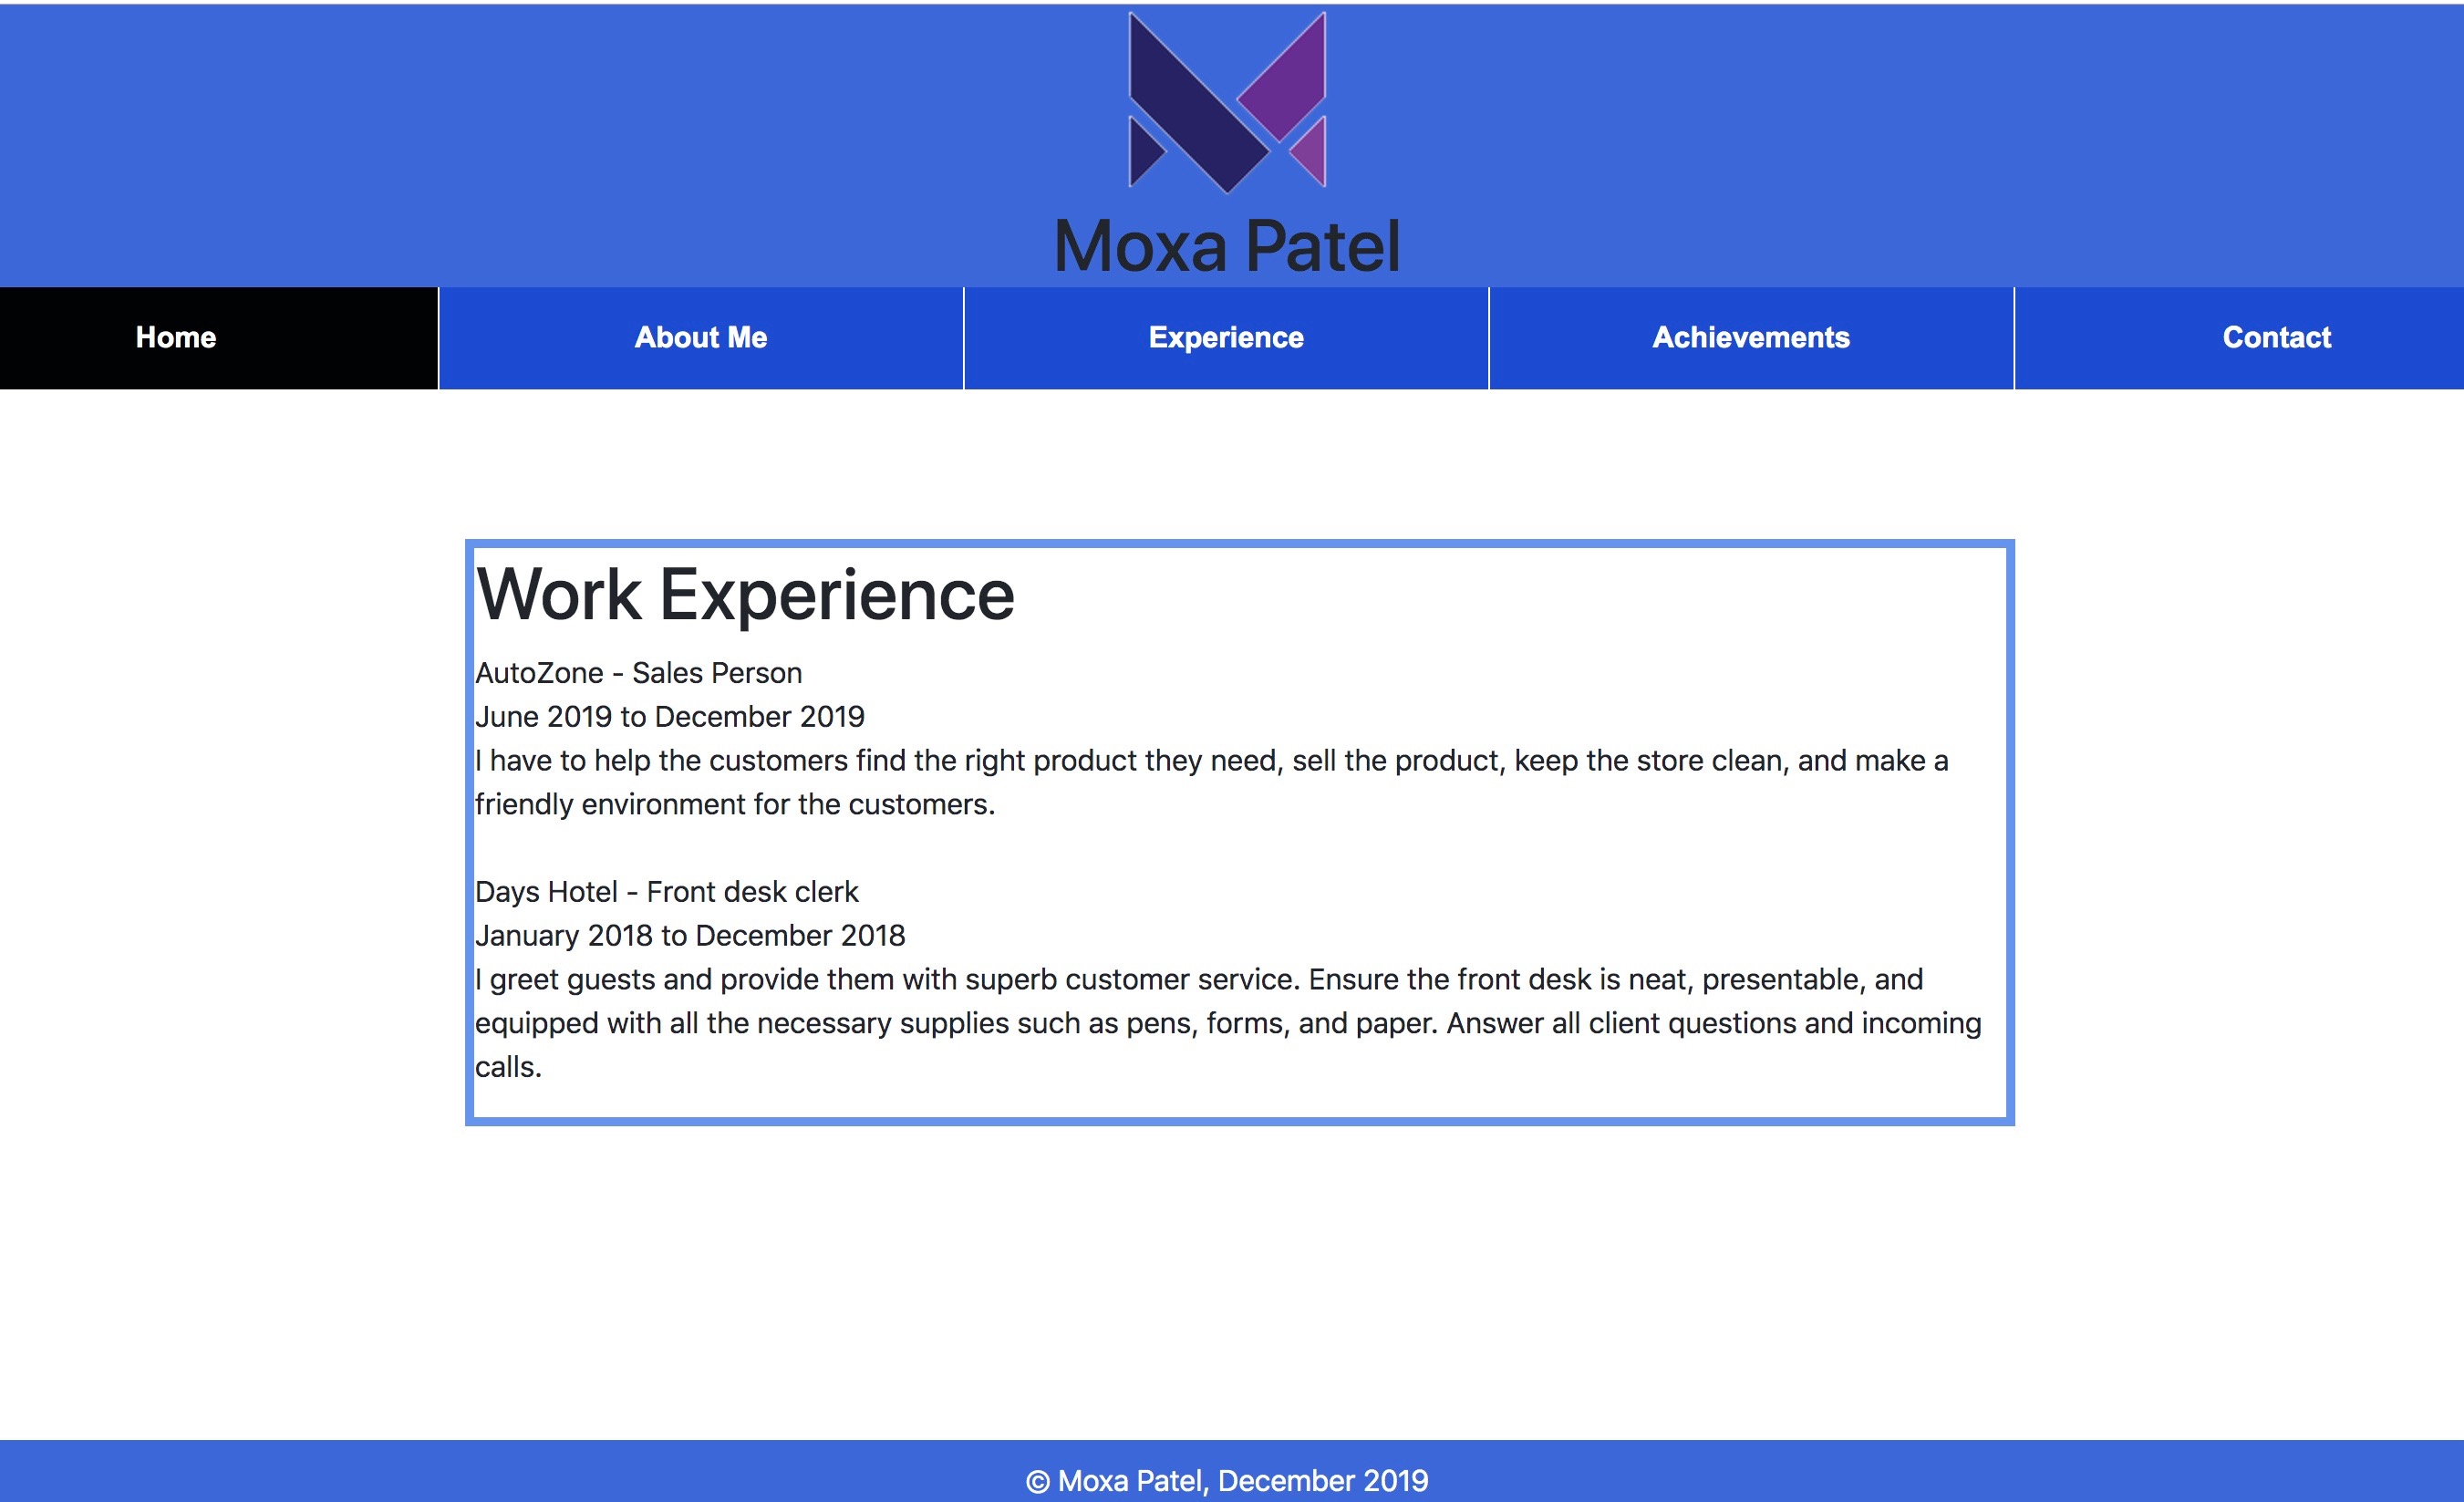 Moxa Patel
Home
About Me
Experience
Achievements
Contact
Work Experience
AutoZone - Sales Person
June 2019 to December 2019
I have to help the customers find the right product they need, sell the product, keep the store clean, and make a
friendly environment for the customers.
Days Hotel - Front desk clerk
January 2018 to December 2018
I greet guests and provide them with superb customer service. Ensure the front desk is neat, presentable, and
equipped with all the necessary supplies such as pens, forms, and paper. Answer all client questions and incoming
calls.
© Moxa Patel, December 2019